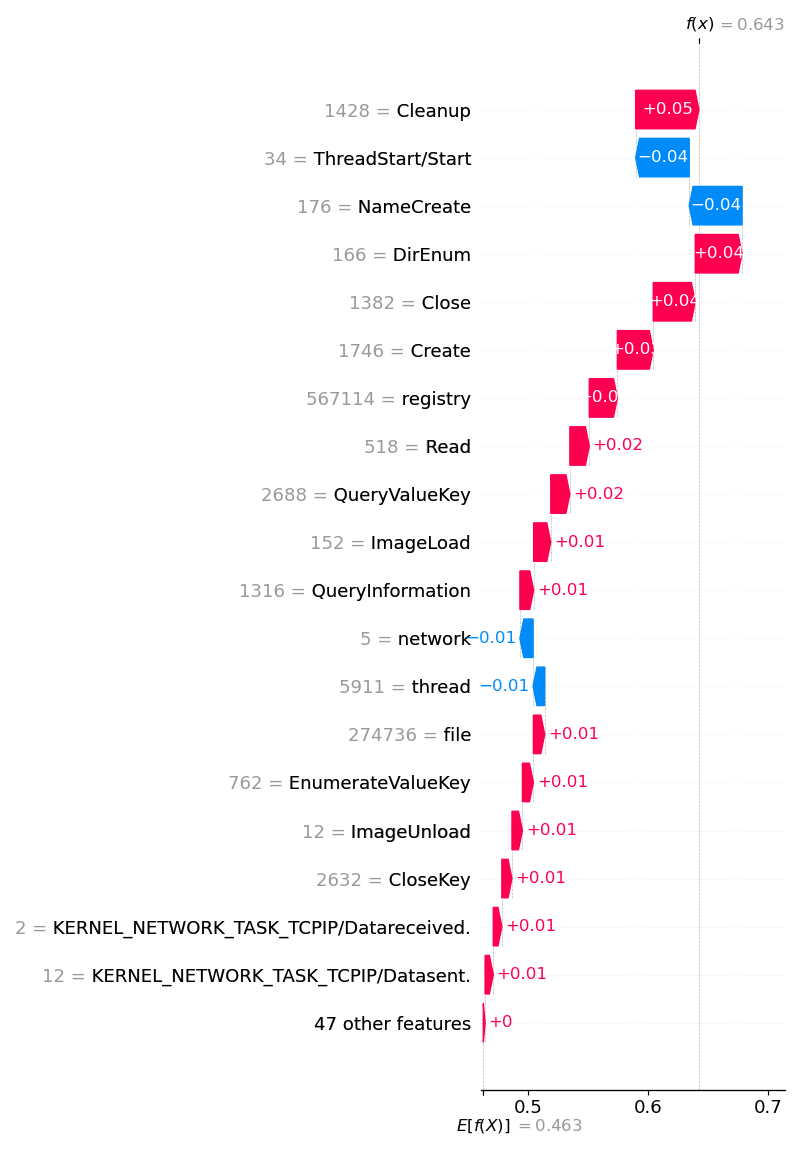 f(x) = 0.643
1428 = Cleanup +0.05
34 = ThreadStart/Start −0.04
176 = NameCreate −0.04
166 = DirEnum +0.04
1382 = Close +0.04
1746 = Create
567114 = registry
518 = Read +0.02
2688 = QueryValueKey +0.02
152 = ImageLoad +0.01
1316 = QueryInformation +0.01
5 = network −0.01
5911 = thread −0.01
274736 = file +0.01
762 = EnumerateValueKey +0.01
12 = ImageUnload +0.01
2632 = CloseKey +0.01
2 = KERNEL_NETWORK_TASK_TCPIP/Datareceived. +0.01
12 = KERNEL_NETWORK_TASK_TCPIP/Datasent. +0.01
47 other features +0
0.5 0.6 0.7
E[f(X)] = 0.463